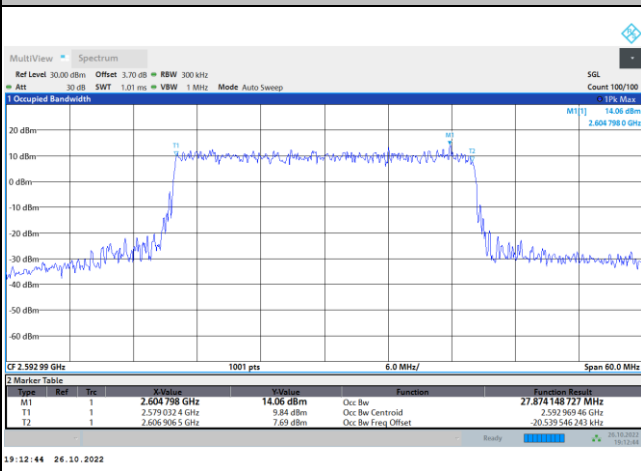 MultiView Spectrum
Ref Level 30.00 dBm Offset 3.70 dB RBW 300 kHz SGL
Att 30 dB SWT 1.01 ms VBW 1 MHz Mode Auto Sweep Count 100/100
1 Occupied Bandwidth 1Pk Max
M1[1] 14.06 dBm
2.604 798 0 GHz
M1
T1 T2
20 dBm
10 dBm
0 dBm
-10 dBm
-20 dBm
-30 dBm
-40 dBm
-50 dBm
-60 dBm
CF 2.592 99 GHz 1001 pts 6.0 MHz/ Span 60.0 MHz
2 Marker Table
Type Ref Trc X-Value Y-Value Function Function Result
M1 1 2.604 798 GHz 14.06 dBm Occ Bw 27.874 148 727 MHz
T1 1 2.579 032 4 GHz 9.84 dBm Occ Bw Centroid 2.592 969 46 GHz
T2 1 2.606 906 5 GHz 7.69 dBm Occ Bw Freq Offset -20.539 546 243 kHz
Ready 26.10.2022
19:12:44
19:12:44 26.10.2022